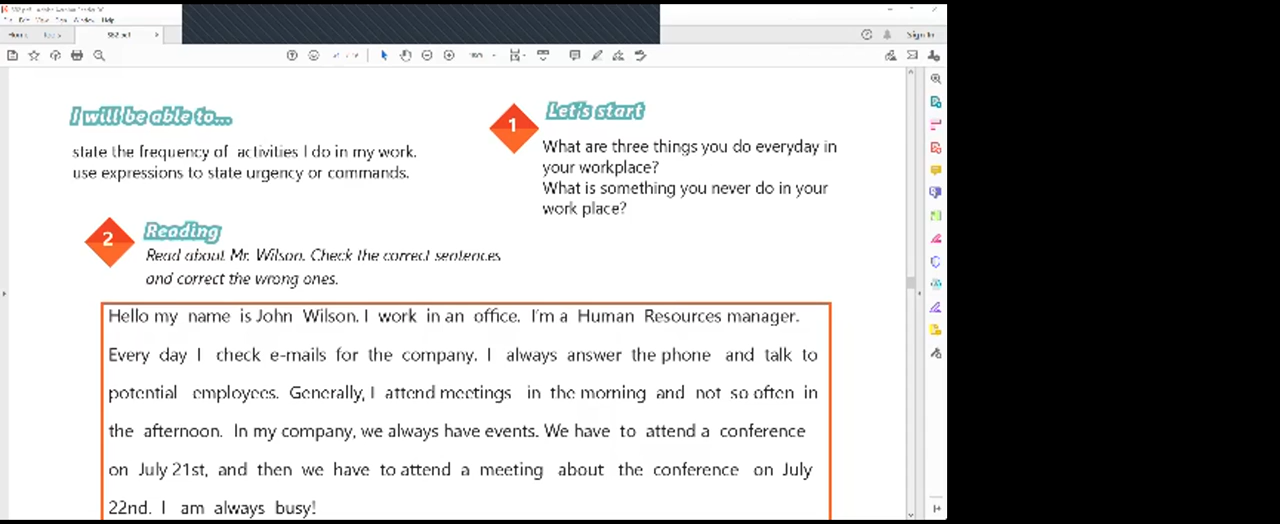 Home Tools
Sign In
I will be able to...
state the frequency of activities I do in my work.
use expressions to state urgency or commands.
1
Let's start
What are three things you do everyday in
your workplace?
What is something you never do in your
work place?
2
Reading
Read about Mr. Wilson. Check the correct sentences
and correct the wrong ones.
Hello my name is John Wilson. I work in an office. I'm a Human Resources manager.
Every day I check e-mails for the company. I always answer the phone and talk to
potential employees. Generally, I attend meetings in the morning and not so often in
the afternoon. In my company, we always have events. We have to attend a conference
on July 21st, and then we have to attend a meeting about the conference on July
22nd. I am always busy!